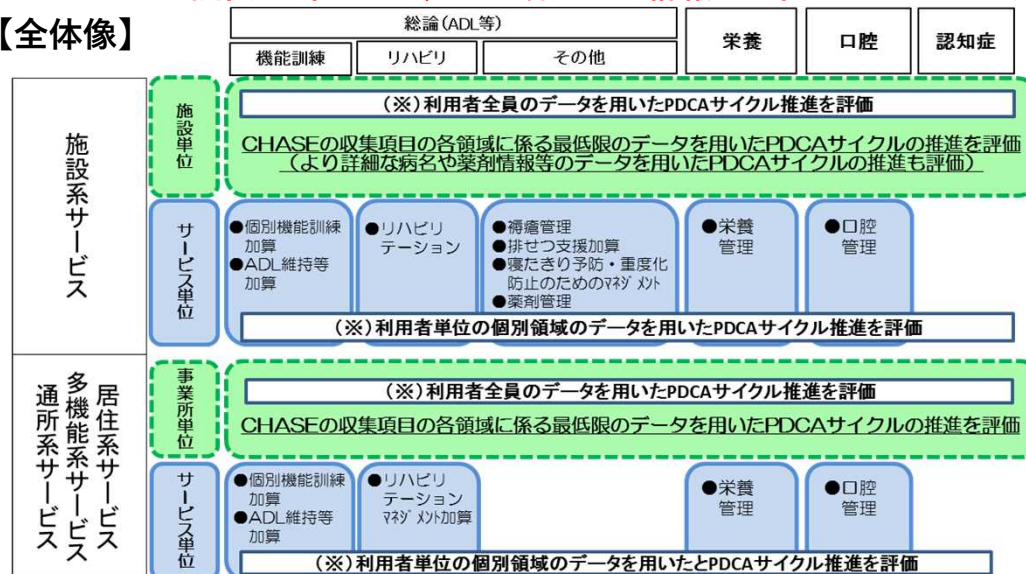 【全体像】
総論(ADL等)
機能訓練
リハビリ
その他
栄養
口腔
認知症
施設系サービス
施設単位
(※)利用者全員のデータを用いたPDCAサイクル推進を評価
CHASEの収集項目の各領域に係る最低限のデータを用いたPDCAサイクルの推進を評価
(より詳細な病名や薬剤情報等のデータを用いたPDCAサイクルの推進も評価)
サービス単位
●個別機能訓練
加算
●ADL維持等
加算
●リハビリ
テーション
●褥瘡管理
●排せつ支援加算
●寝たきり予防・重度化
防止のためのマネジメント
●薬剤管理
●栄養
管理
●口腔
管理
(※)利用者単位の個別領域のデータを用いたPDCAサイクル推進を評価
居住系サービス
多機能系サービス
通所系サービス
事業所単位
(※)利用者全員のデータを用いたPDCAサイクル推進を評価
CHASEの収集項目の各領域に係る最低限のデータを用いたPDCAサイクルの推進を評価
サービス単位
●個別機能訓練
加算
●ADL維持等
加算
●リハビリ
テーション
マネジメント加算
●栄養
管理
●口腔
管理
(※)利用者単位の個別領域のデータを用いたとPDCAサイクル推進を評価